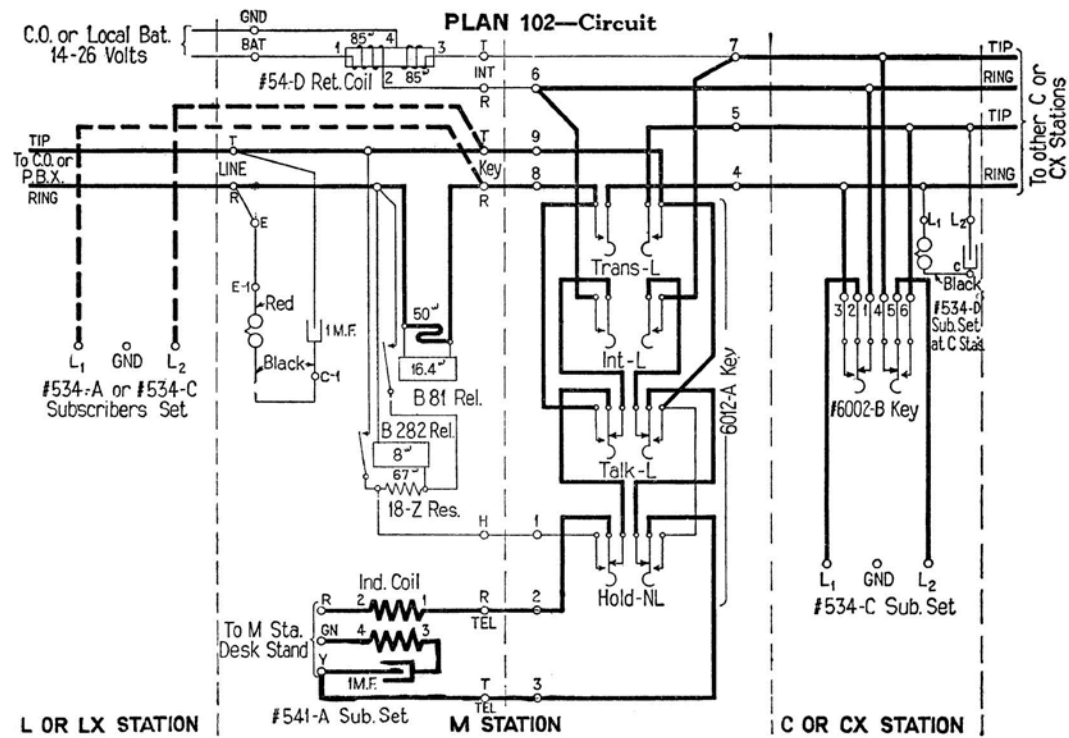 PLAN 102—Circuit
C.O. or Local Bat.
14-26 Volts
GND
BAT
1
85ω
4
3
2
85ω
#54-D Ret. Coil
T
INT
R
6
7
TIP
RING
5
TIP
RING
To other C or
CX Stations
TIP
To C.O. or
P.B.X.
RING
T
LINE
R
T
Key
R
9
8
4
E
E-1
Red
Black
1 M.F.
C-1
L1
GND
L2
#534-A or #534-C
Subscribers Set
50ω
16.4ω
B 81 Rel.
B 282 Rel.
8ω
67ω
18-Z Res.
H
1
Trans-L
Int-L
Talk-L
Hold-NL
6012-A Key
L1
L2
C
Black
#534-D
Sub. Set
at C Sta.
3
2
1
4
5
6
#6002-B Key
L1
GND
L2
#534-C Sub. Set
Ind. Coil
R
2
1
R
TEL
2
To M Sta.
Desk Stand
GN
4
3
Y
1M.F.
T
TEL
3
#541-A Sub. Set
L OR LX STATION
M STATION
C OR CX STATION